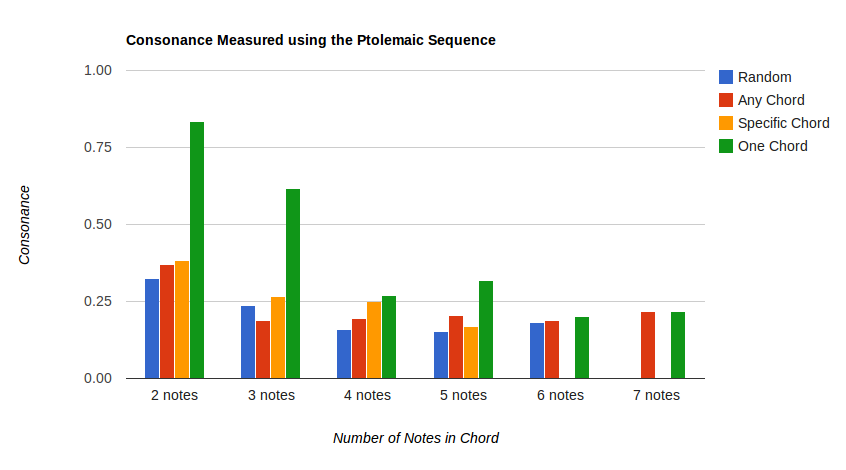 Consonance Measured using the Ptolemaic Sequence
1.00
0.75
0.50
0.25
0.00
Consonance
2 notes
3 notes
4 notes
5 notes
6 notes
7 notes
Number of Notes in Chord
Random
Any Chord
Specific Chord
One Chord